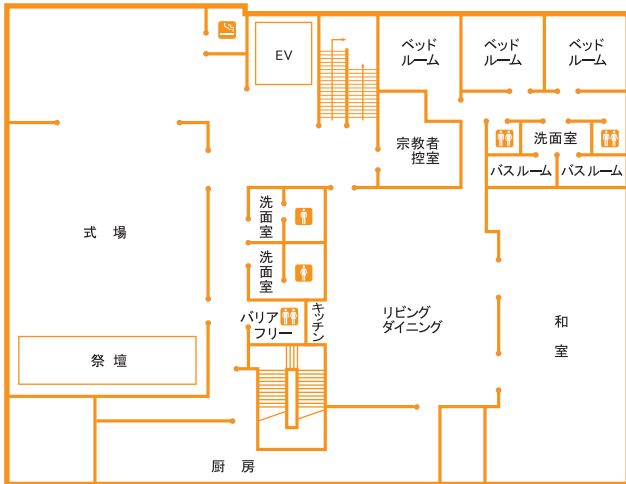 EV
ベッド
ルーム
ベッド
ルーム
ベッド
ルーム
宗教者
控室
洗面室
バスルーム
バスルーム
洗面室
式場
洗面室
リビング
ダイニング
キッチン
バリア
フリー
和室
祭壇
厨房